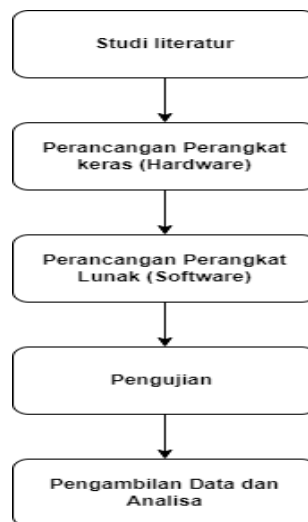 Studi literatur
Perancangan Perangkat
keras (Hardware)
Perancangan Perangkat
Lunak (Software)
Pengujian
Pengambilan Data dan
Analisa